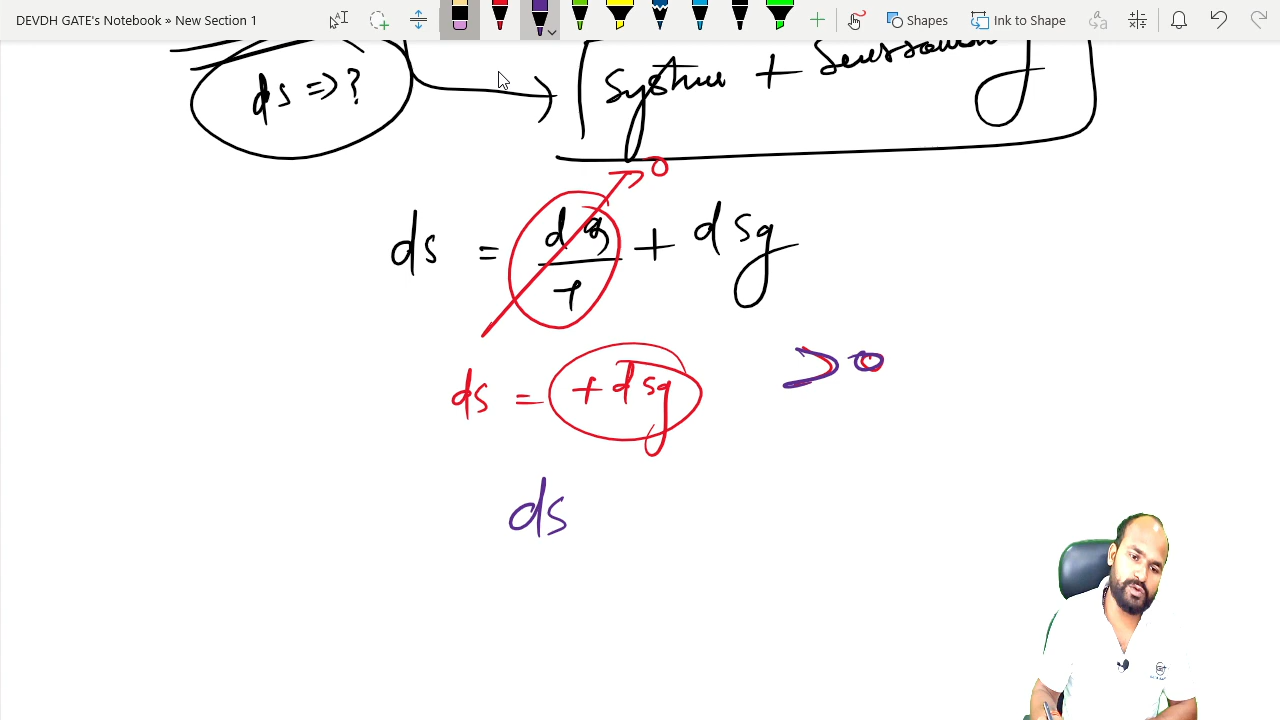 DEVDH GATE's Notebook » New Section 1
Shapes
Ink to Shape
ds => ?
System +
0
ds = dq/T + dsg
ds = + dsg > 0
ds